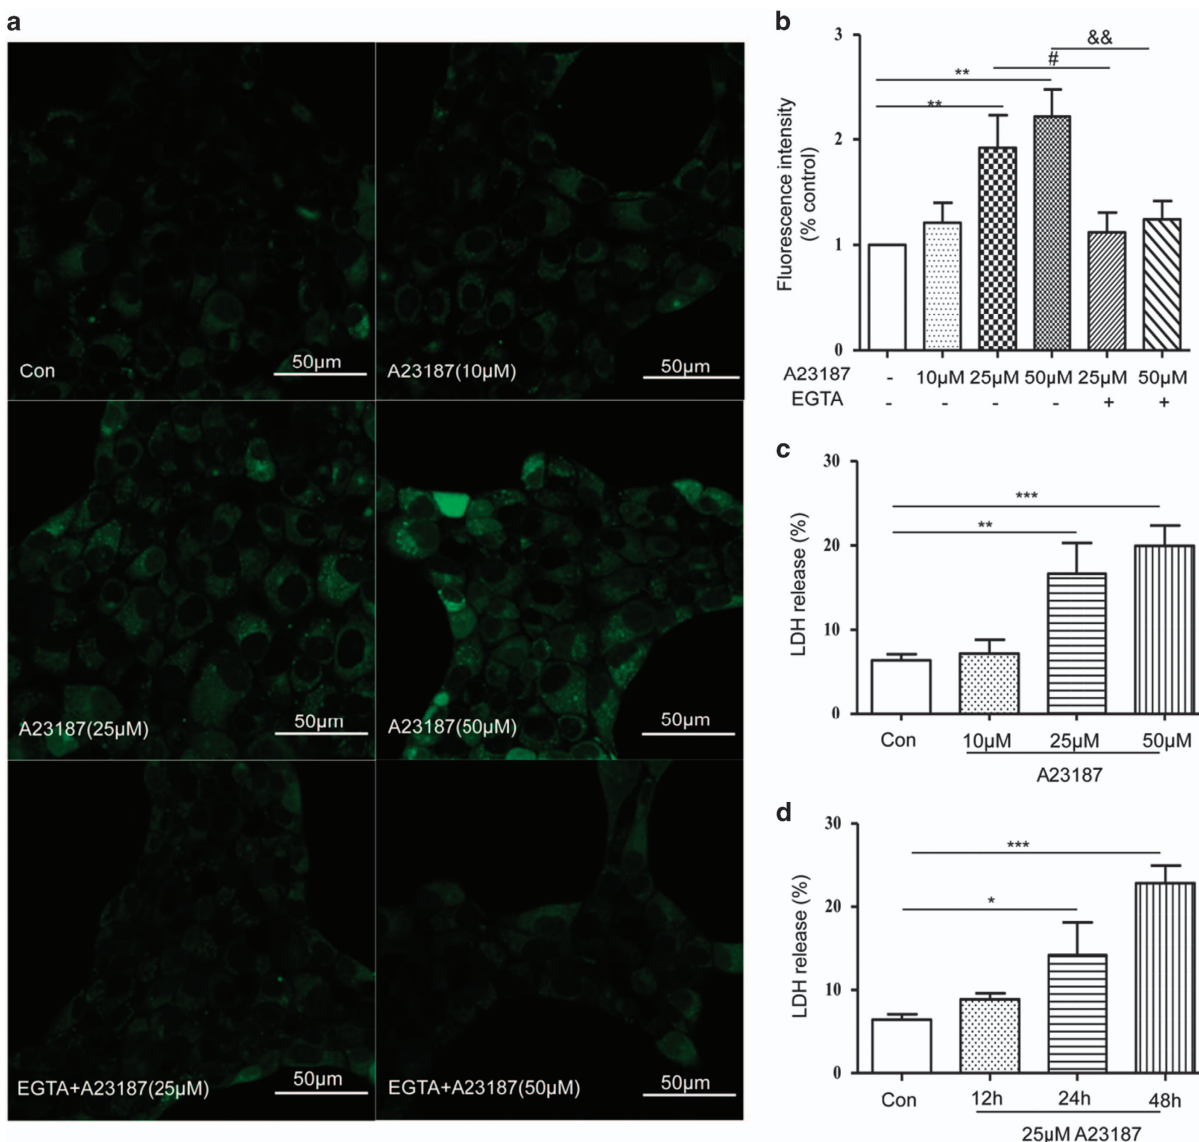 a
Con
50μm
A23187(10μM)
50μm
A23187(25μM)
50μm
A23187(50μM)
50μm
EGTA+A23187(25μM)
50μm
EGTA+A23187(50μM)
50μm
b
Fluorescence intensity
(% control)
3
2
1
0
**
**
#
&&
A23187 - 10μM 25μM 50μM 25μM 50μM
EGTA - - - - + +
c
LDH release (%)
30
20
10
0
***
**
Con 10μM 25μM 50μM
A23187
d
LDH release (%)
30
20
10
0
***
*
Con 12h 24h 48h
25μM A23187